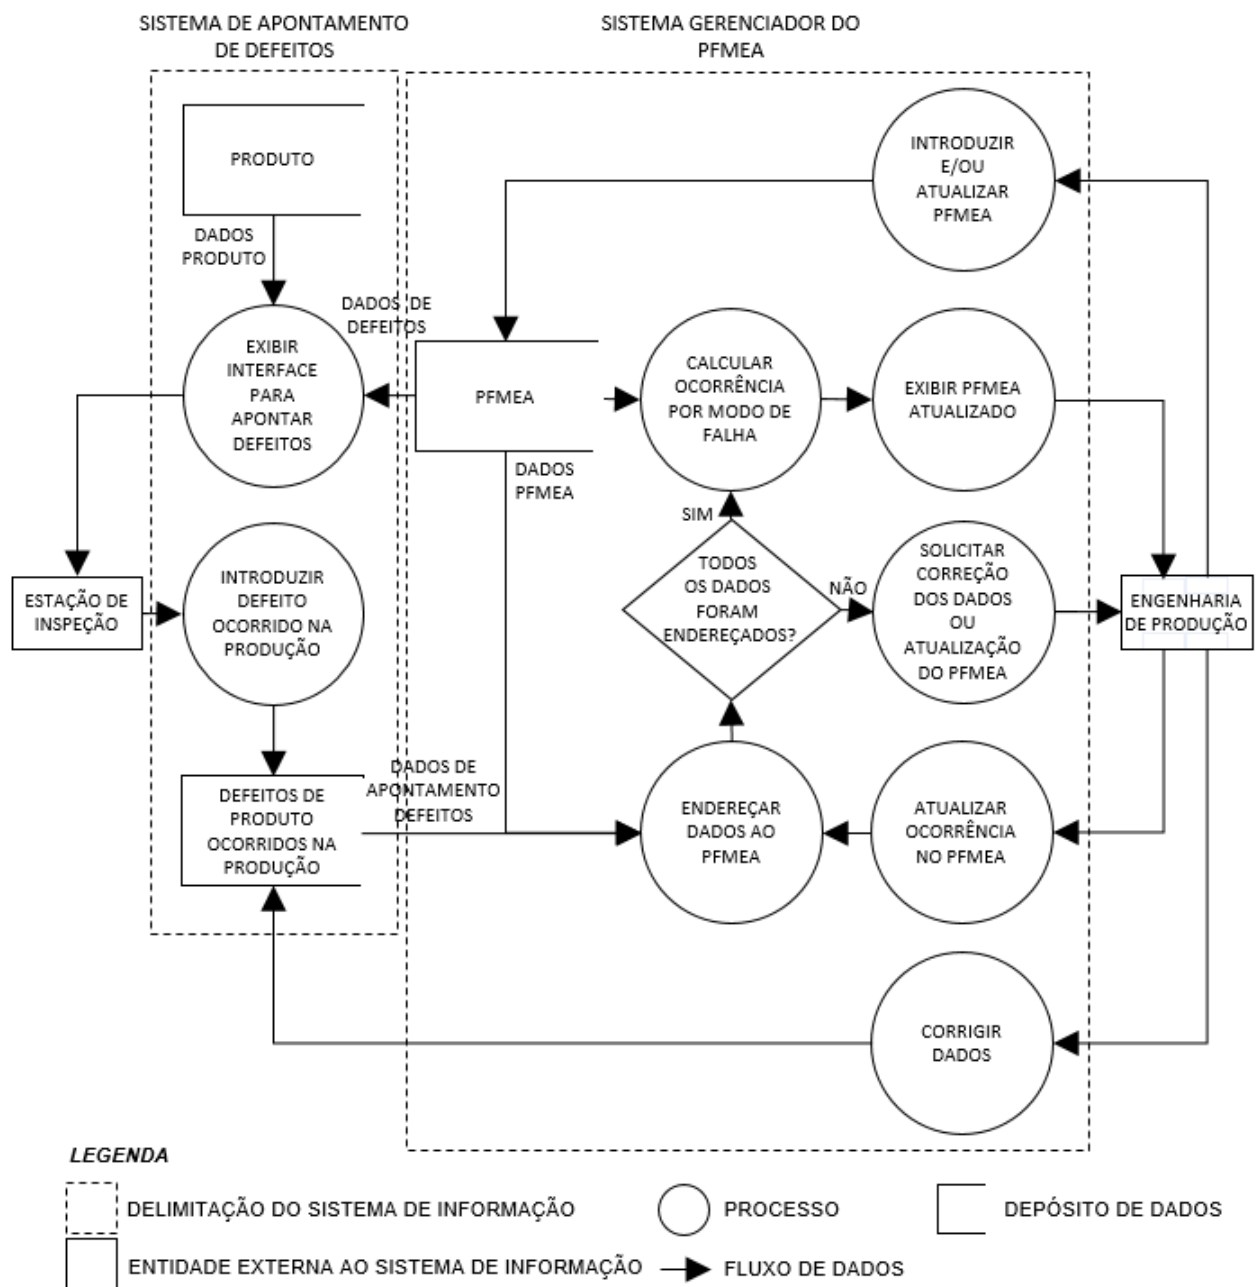 SISTEMA DE APONTAMENTO
DE DEFEITOS
SISTEMA GERENCIADOR DO
PFMEA
PRODUTO
INTRODUZIR
E/OU
ATUALIZAR
PFMEA
DADOS
PRODUTO
DADOS DE
DEFEITOS
EXIBIR
INTERFACE
PARA
APONTAR
DEFEITOS
PFMEA
CALCULAR
OCORRÊNCIA
POR MODO DE
FALHA
EXIBIR PFMEA
ATUALIZADO
DADOS
PFMEA
SIM
ESTAÇÃO DE
INSPEÇÃO
INTRODUZIR
DEFEITO
OCORRIDO NA
PRODUÇÃO
TODOS
OS DADOS
FORAM
ENDEREÇADOS?
NÃO
SOLICITAR
CORREÇÃO
DOS DADOS
OU
ATUALIZAÇÃO
DO PFMEA
ENGENHARIA
DE PRODUÇÃO
DEFEITOS DE
PRODUTO
OCORRIDOS NA
PRODUÇÃO
DADOS DE
APONTAMENTO
DEFEITOS
ENDEREÇAR
DADOS AO
PFMEA
ATUALIZAR
OCORRÊNCIA
NO PFMEA
CORRIGIR
DADOS
LEGENDA
DELIMITAÇÃO DO SISTEMA DE INFORMAÇÃO
PROCESSO
DEPÓSITO DE DADOS
ENTIDADE EXTERNA AO SISTEMA DE INFORMAÇÃO
FLUXO DE DADOS